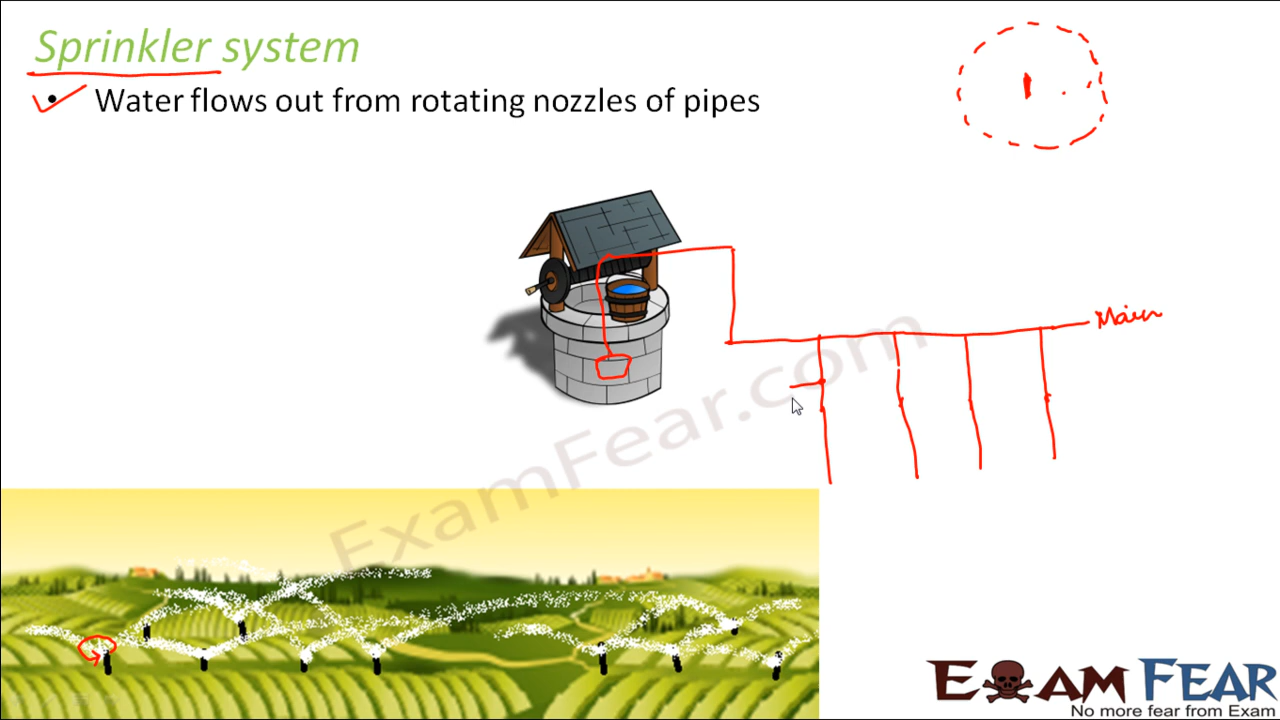 Sprinkler system
• Water flows out from rotating nozzles of pipes
Main
ExamFear.com
EXAM FEAR
No more fear from Exam